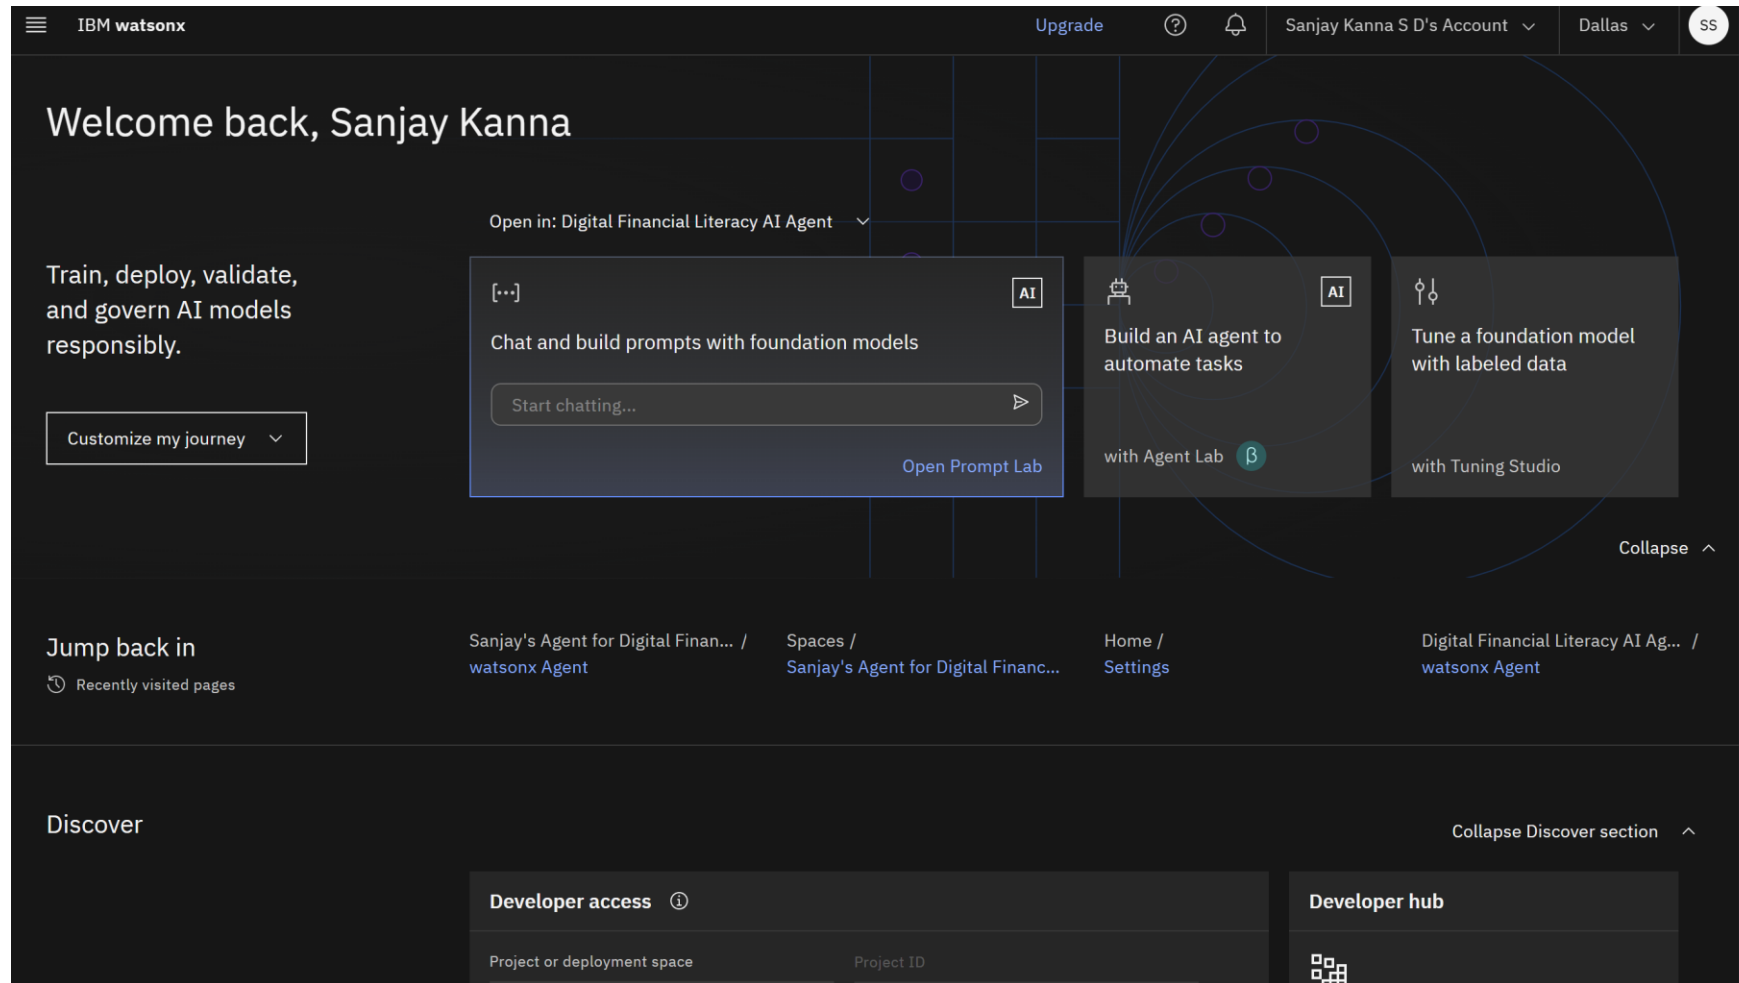 IBM watsonx
Upgrade
Sanjay Kanna S D's Account
Dallas
SS
Welcome back, Sanjay Kanna
Train, deploy, validate,
and govern AI models
responsibly.
Customize my journey
Open in: Digital Financial Literacy AI Agent
[...]
AI
Chat and build prompts with foundation models
Start chatting...
Open Prompt Lab
AI
Build an AI agent to
automate tasks
with Agent Lab β
Tune a foundation model
with labeled data
with Tuning Studio
Collapse
Jump back in
Recently visited pages
Sanjay's Agent for Digital Finan... /
watsonx Agent
Spaces /
Sanjay's Agent for Digital Financ...
Home /
Settings
Digital Financial Literacy AI Ag... /
watsonx Agent
Discover
Collapse Discover section
Developer access
Project or deployment space
Project ID
Developer hub